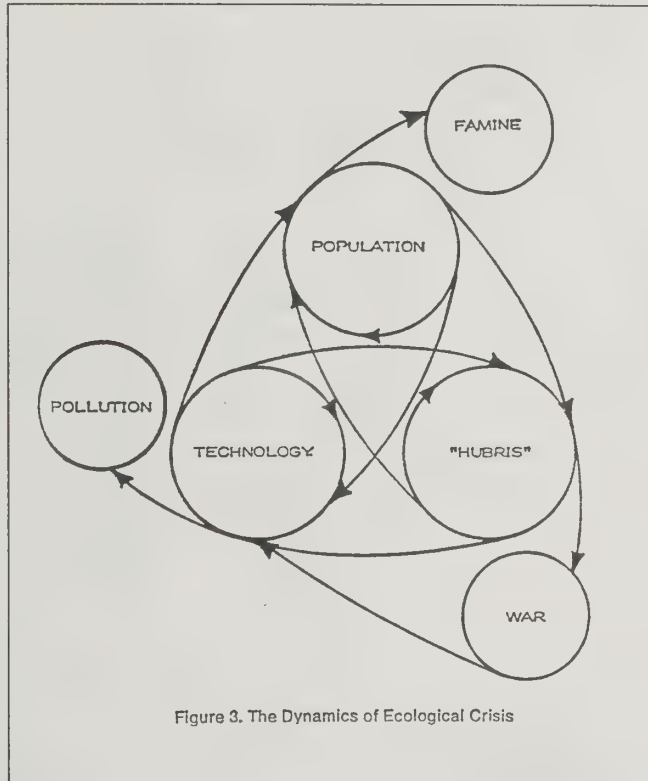 FAMINE
POPULATION
POLLUTION
TECHNOLOGY
"HUBRIS"
WAR
Figure 3. The Dynamics of Ecological Crisis